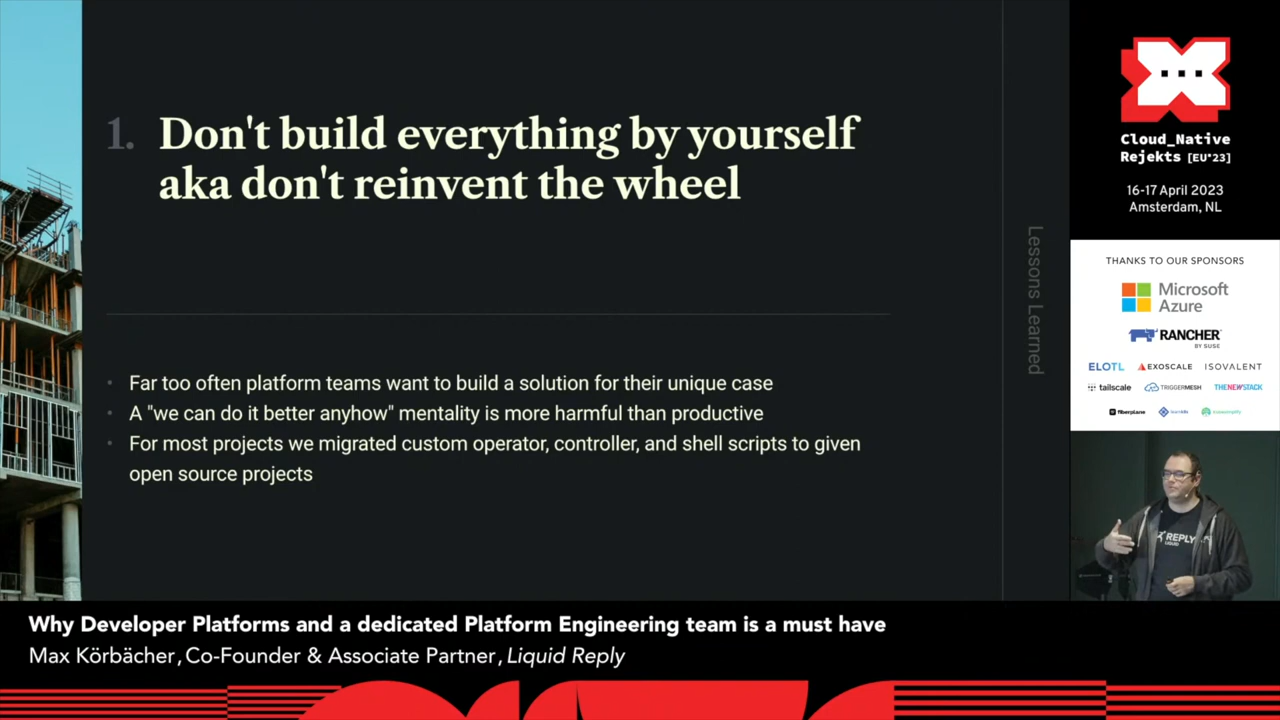 1. Don't build everything by yourself
aka don't reinvent the wheel
• Far too often platform teams want to build a solution for their unique case
• A "we can do it better anyhow" mentality is more harmful than productive
• For most projects we migrated custom operator, controller, and shell scripts to given
open source projects
Lessons Learned
Cloud_Native
Rejekts [EU"23]
16-17 April 2023
Amsterdam, NL
THANKS TO OUR SPONSORS
Microsoft
Azure
RANCHER
BY SUSE
ELOTL EXOSCALE ISOVALENT
tailscale TRIGGERMESH THENEWSTACK
fiberplane
REPLY
LIQUID
Why Developer Platforms and a dedicated Platform Engineering team is a must have
Max Körbächer, Co-Founder & Associate Partner, Liquid Reply